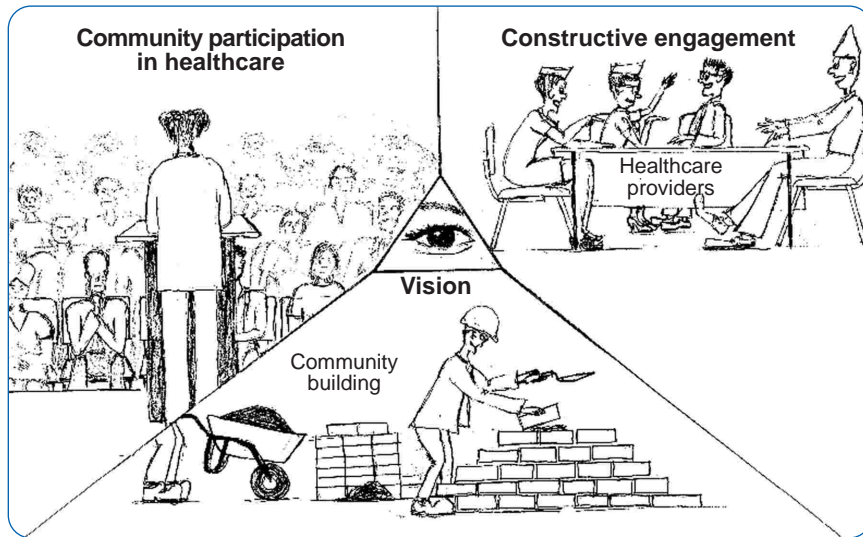 Community participation
in healthcare
Constructive engagement
Healthcare
providers
Vision
Community
building